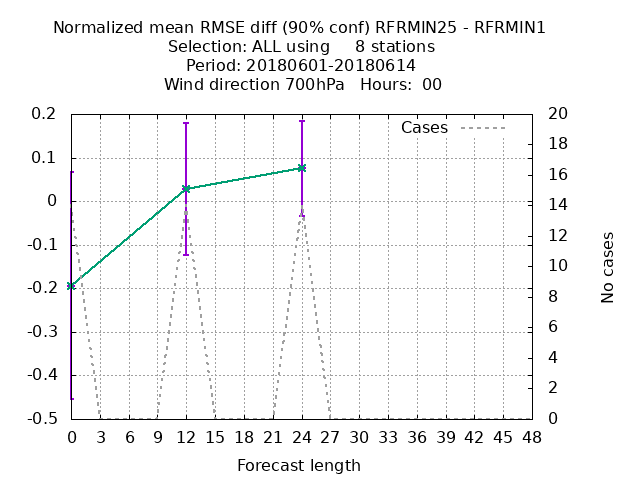 Normalized mean RMSE diff (90% conf) RFRMIN25 - RFRMIN1
Selection: ALL using     8 stations
Period: 20180601-20180614
Wind direction 700hPa   Hours:  00
Cases
0.2
0.1
0
-0.1
-0.2
-0.3
-0.4
-0.5
20
18
16
14
12
10
8
6
4
2
0
No cases
0 3 6 9 12 15 18 21 24 27 30 33 36 39 42 45 48
Forecast length